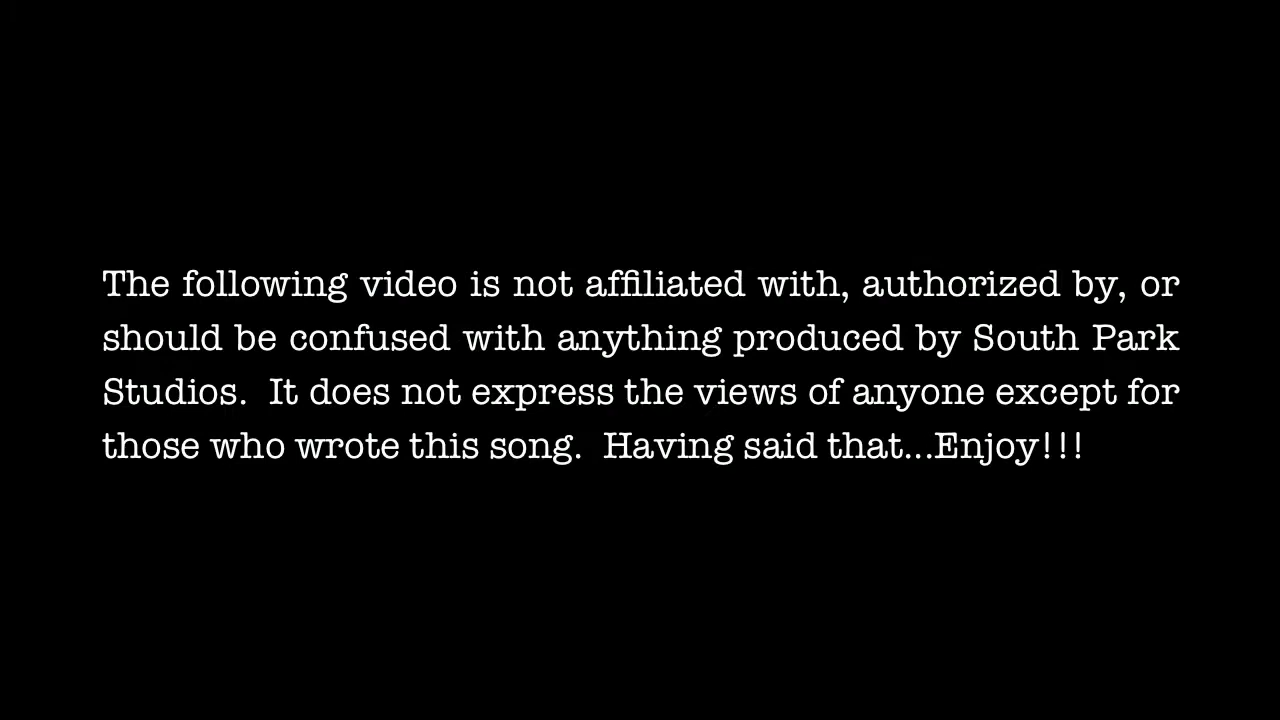 The following video is not affiliated with, authorized by, or
should be confused with anything produced by South Park
Studios.  It does not express the views of anyone except for
those who wrote this song.  Having said that...Enjoy!!!